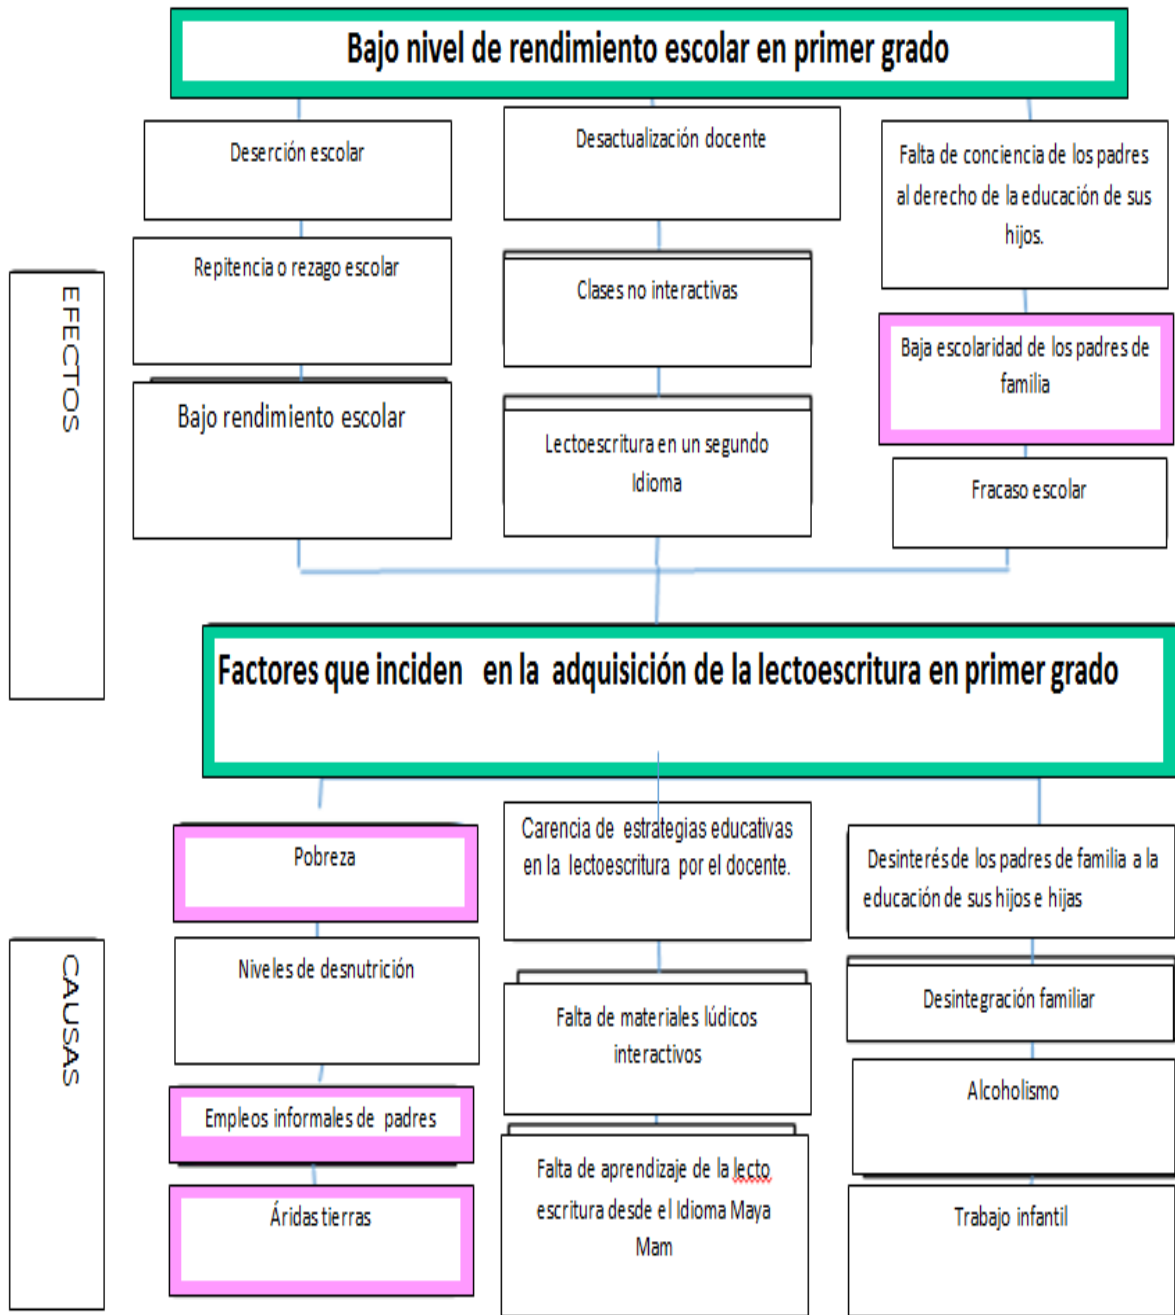 Bajo nivel de rendimiento escolar en primer grado
Deserción escolar
Desactualización docente
Falta de conciencia de los padres
al derecho de la educación de sus
hijos.
Repitencia o rezago escolar
Clases no interactivas
Baja escolaridad de los padres de
familia
Bajo rendimiento escolar
Lectoescritura en un segundo
Idioma
Fracaso escolar
EFECTOS
Factores que inciden en la adquisición de la lectoescritura en primer grado
Pobreza
Carencia de estrategias educativas
en la lectoescritura por el docente.
Desinterés de los padres de familia a la
educación de sus hijos e hijas
Niveles de desnutrición
Falta de materiales lúdicos
interactivos
Desintegración familiar
Empleos informales de padres
Alcoholismo
Áridas tierras
Falta de aprendizaje de la lecto
escritura desde el Idioma Maya
Mam
Trabajo infantil
CAUSAS